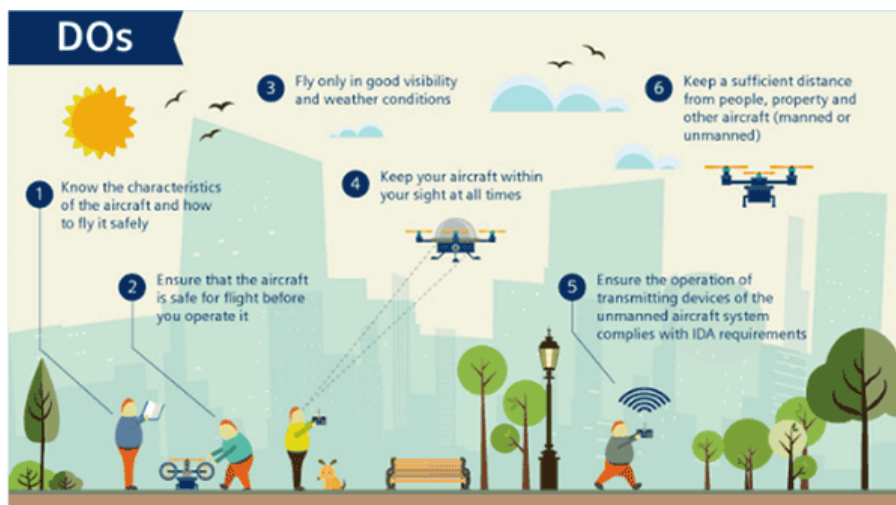 DOs
1
Know the characteristics
of the aircraft and how
to fly it safely
2
Ensure that the aircraft
is safe for flight before
you operate it
3
Fly only in good visibility
and weather conditions
4
Keep your aircraft within
your sight at all times
5
Ensure the operation of
transmitting devices of the
unmanned aircraft system
complies with IDA requirements
6
Keep a sufficient distance
from people, property and
other aircraft (manned or
unmanned)